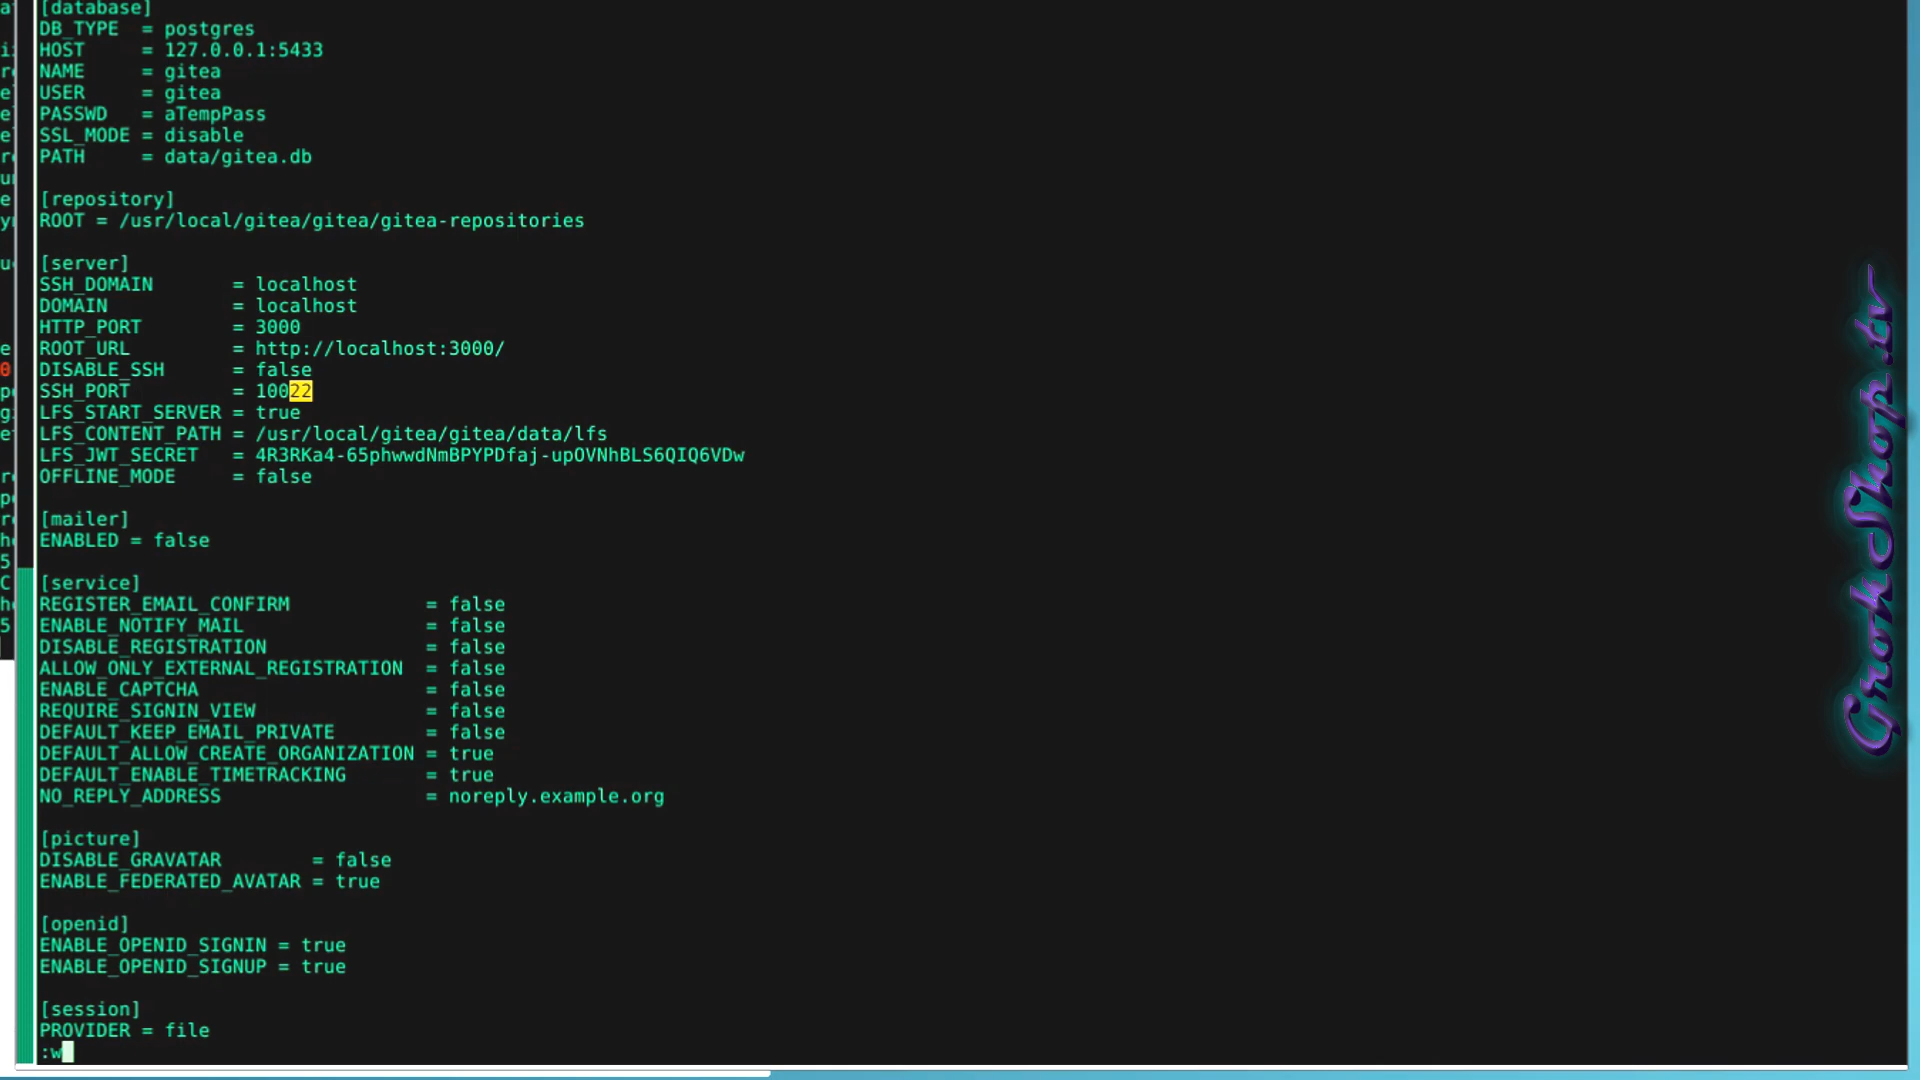 [database]
DB_TYPE  = postgres
HOST     = 127.0.0.1:5433
NAME     = gitea
USER     = gitea
PASSWD   = aTempPass
SSL_MODE = disable
PATH     = data/gitea.db
[repository]
ROOT = /usr/local/gitea/gitea/gitea-repositories
[server]
SSH_DOMAIN       = localhost
DOMAIN           = localhost
HTTP_PORT        = 3000
ROOT_URL         = http://localhost:3000/
DISABLE_SSH      = false
SSH_PORT         = 10022
LFS_START_SERVER = true
LFS_CONTENT_PATH = /usr/local/gitea/gitea/data/lfs
LFS_JWT_SECRET   = 4R3RKa4-65phwwdNmBPYPDfaj-upOVNhBLS6QIQ6VDw
OFFLINE_MODE     = false
[mailer]
ENABLED = false
[service]
REGISTER_EMAIL_CONFIRM            = false
ENABLE_NOTIFY_MAIL                = false
DISABLE_REGISTRATION              = false
ALLOW_ONLY_EXTERNAL_REGISTRATION  = false
ENABLE_CAPTCHA                    = false
REQUIRE_SIGNIN_VIEW               = false
DEFAULT_KEEP_EMAIL_PRIVATE        = false
DEFAULT_ALLOW_CREATE_ORGANIZATION = true
DEFAULT_ENABLE_TIMETRACKING       = true
NO_REPLY_ADDRESS                  = noreply.example.org
[picture]
DISABLE_GRAVATAR        = false
ENABLE_FEDERATED_AVATAR = true
[openid]
ENABLE_OPENID_SIGNIN = true
ENABLE_OPENID_SIGNUP = true
[session]
PROVIDER = file
:w
GrokShop.tv